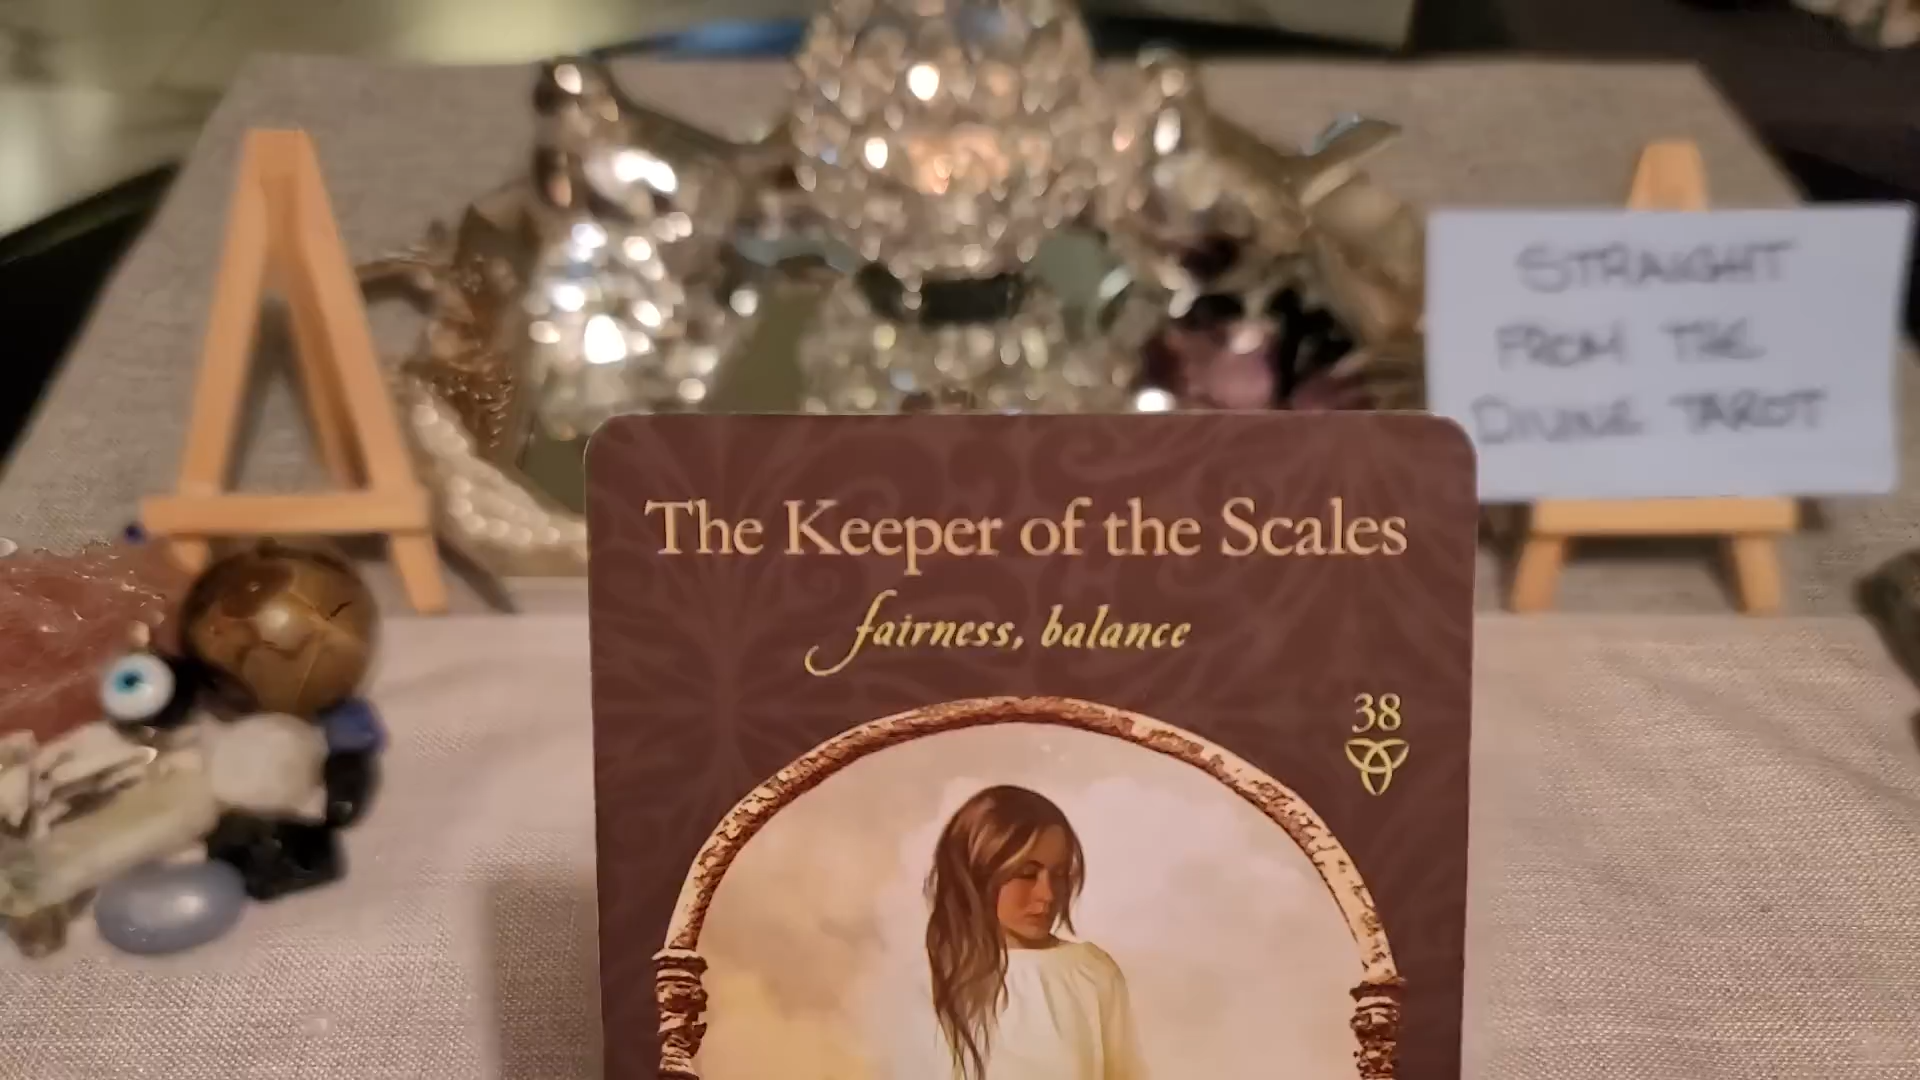 STRAIGHT
FROM THE
DIVINE TAROT
The Keeper of the Scales
fairness, balance
38